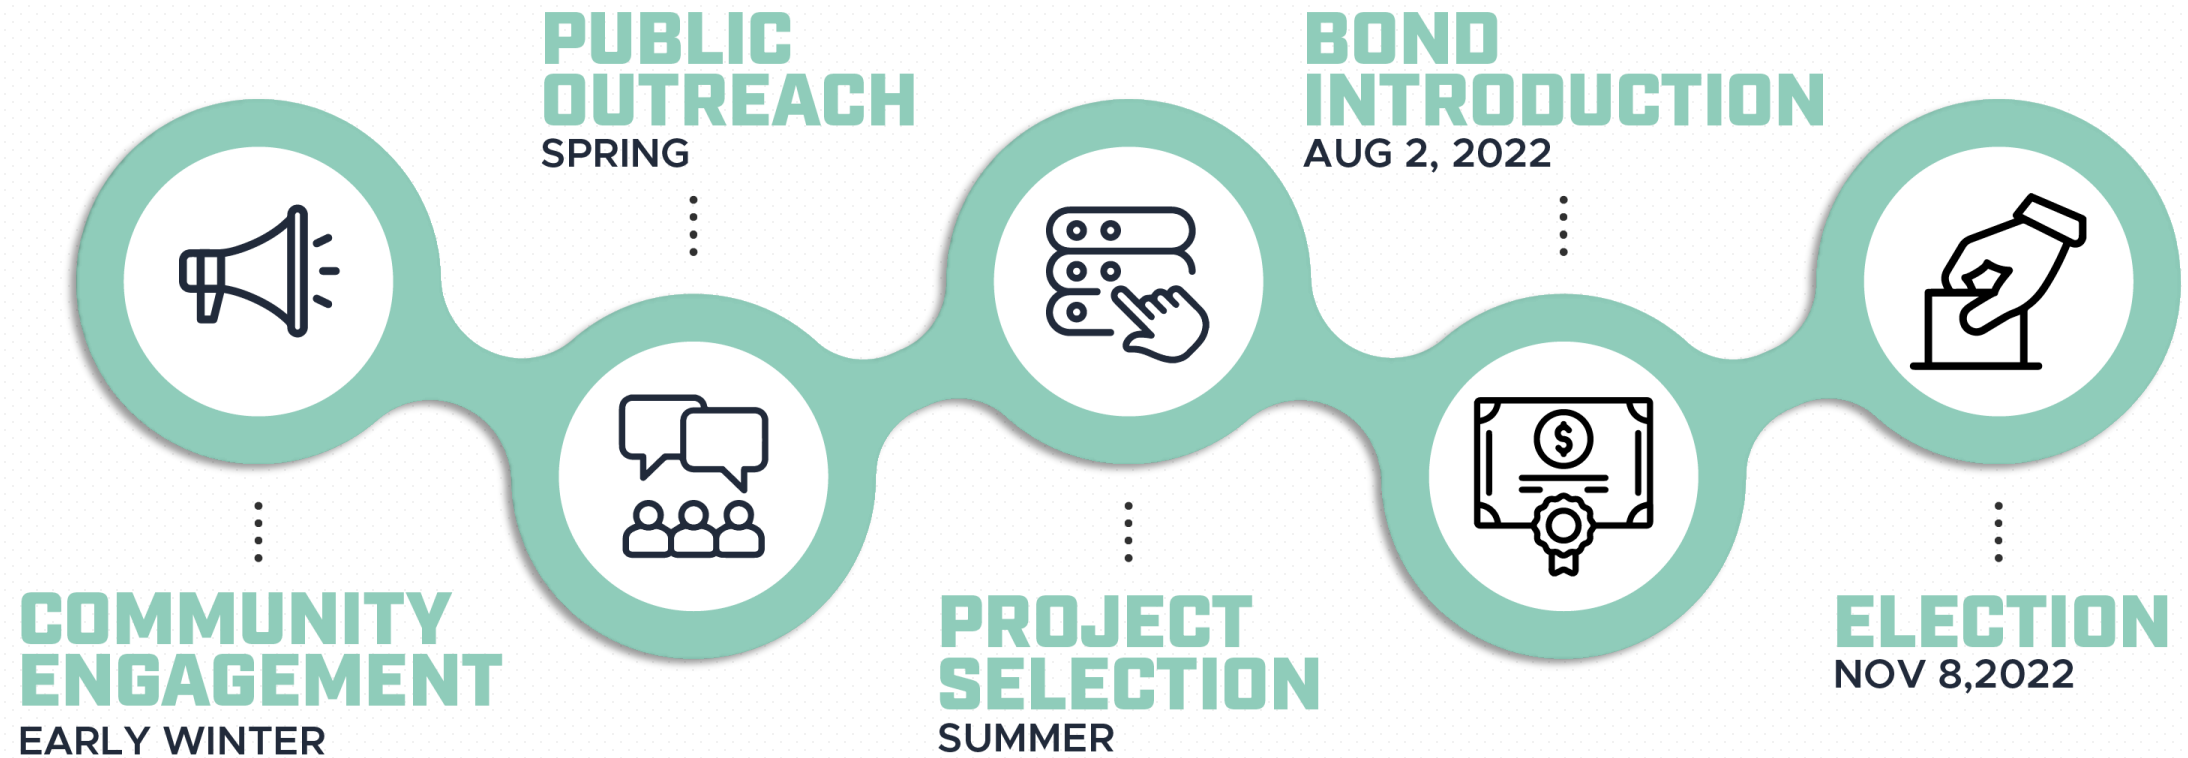 COMMUNITY
ENGAGEMENT
EARLY WINTER
PUBLIC
OUTREACH
SPRING
PROJECT
SELECTION
SUMMER
BOND
INTRODUCTION
AUG 2, 2022
$
ELECTION
NOV 8,2022